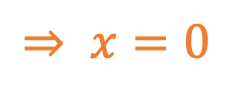 ⇒ x = 0